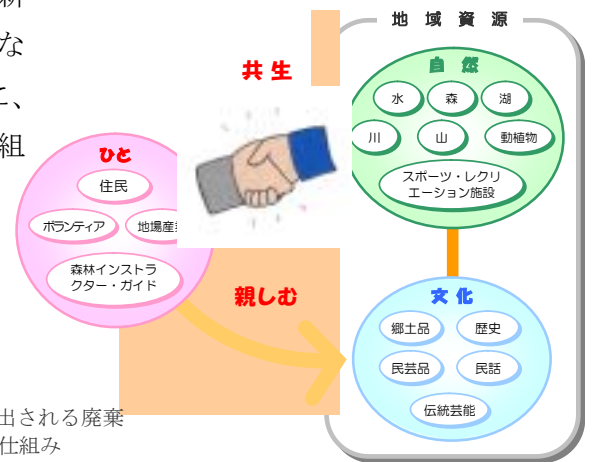 な
に、
組
地 域 資 源
共 生
自 然
水
森
湖
川
山
動植物
スポーツ・レクリ
エーション施設
ひと
住民
ボランティア
地場産
森林インストラ
クター・ガイド
親しむ
文 化
郷土品
歴史
民芸品
民話
伝統芸能
出される廃棄
仕組み